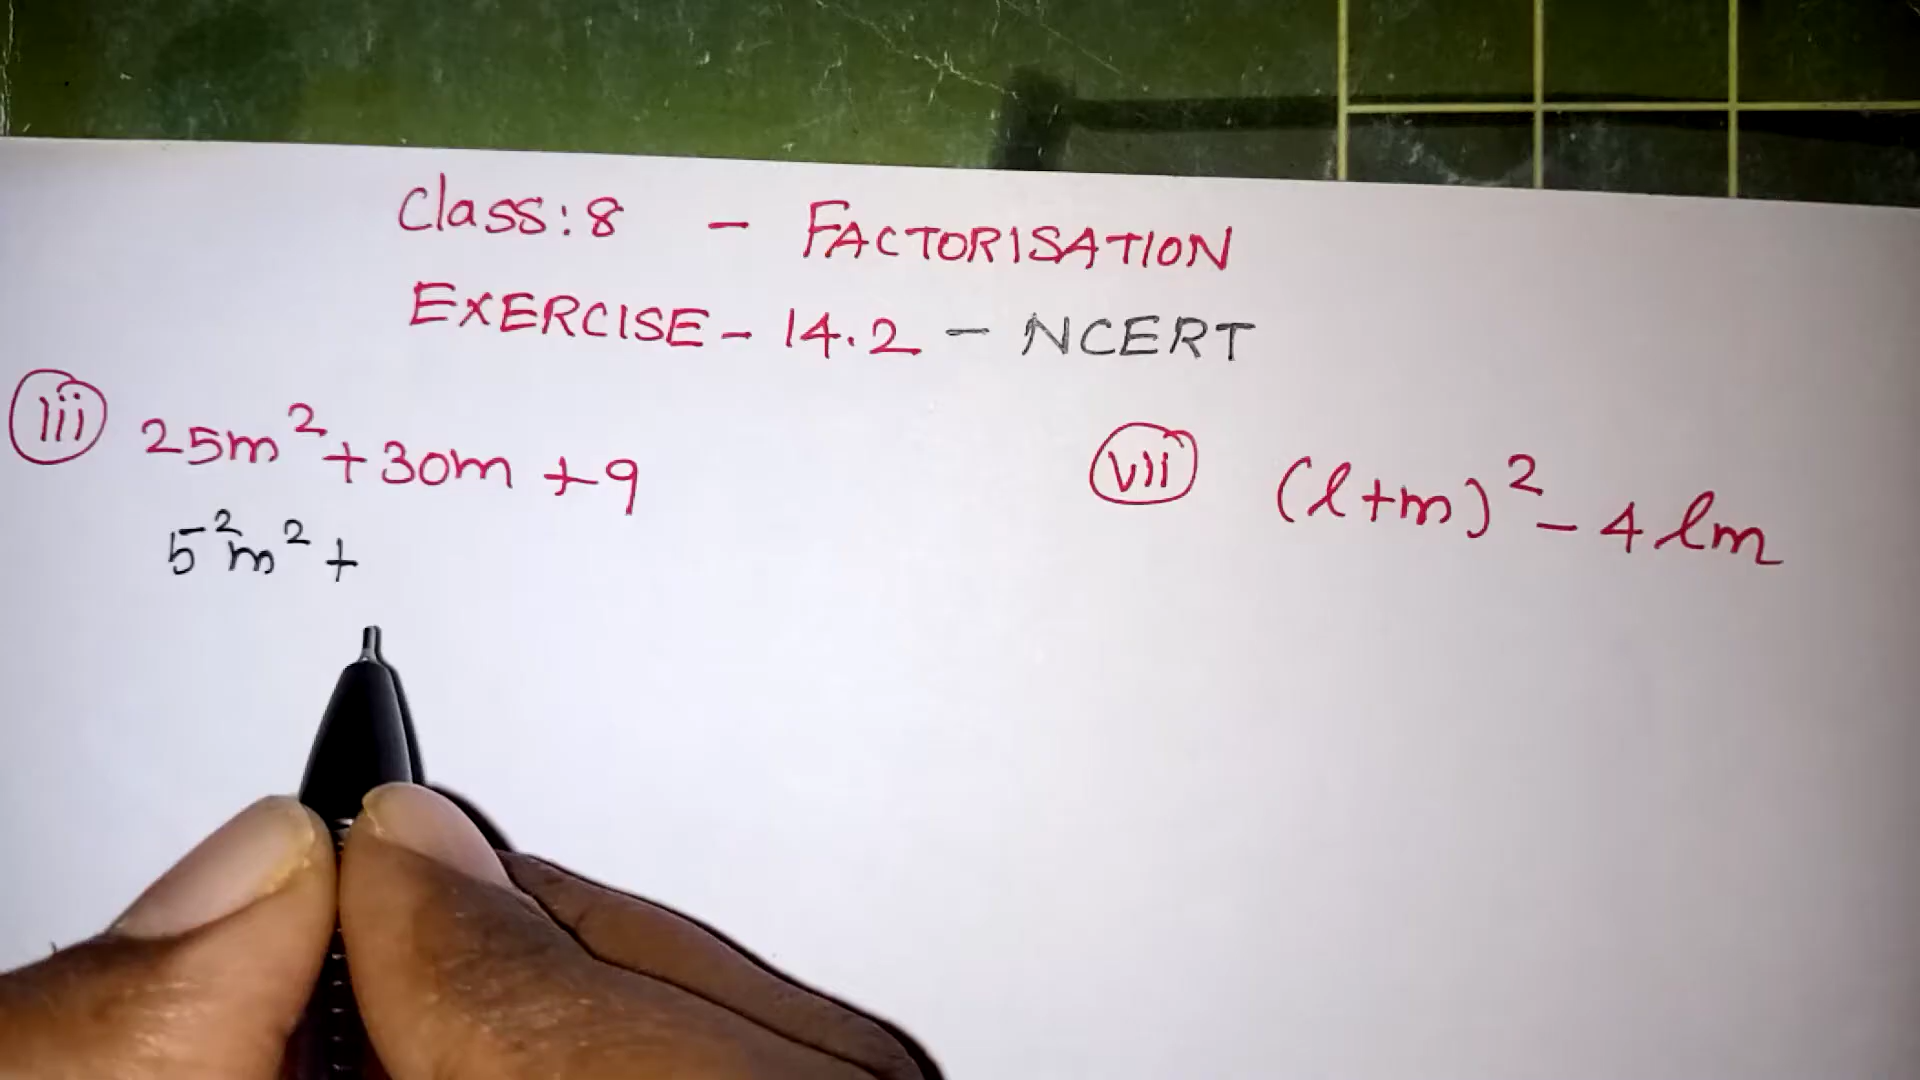 Class: 8 - FACTORISATION
EXERCISE - 14.2 - NCERT
iii 25m² + 30m + 9
5²m² +
vii (l+m)² - 4lm